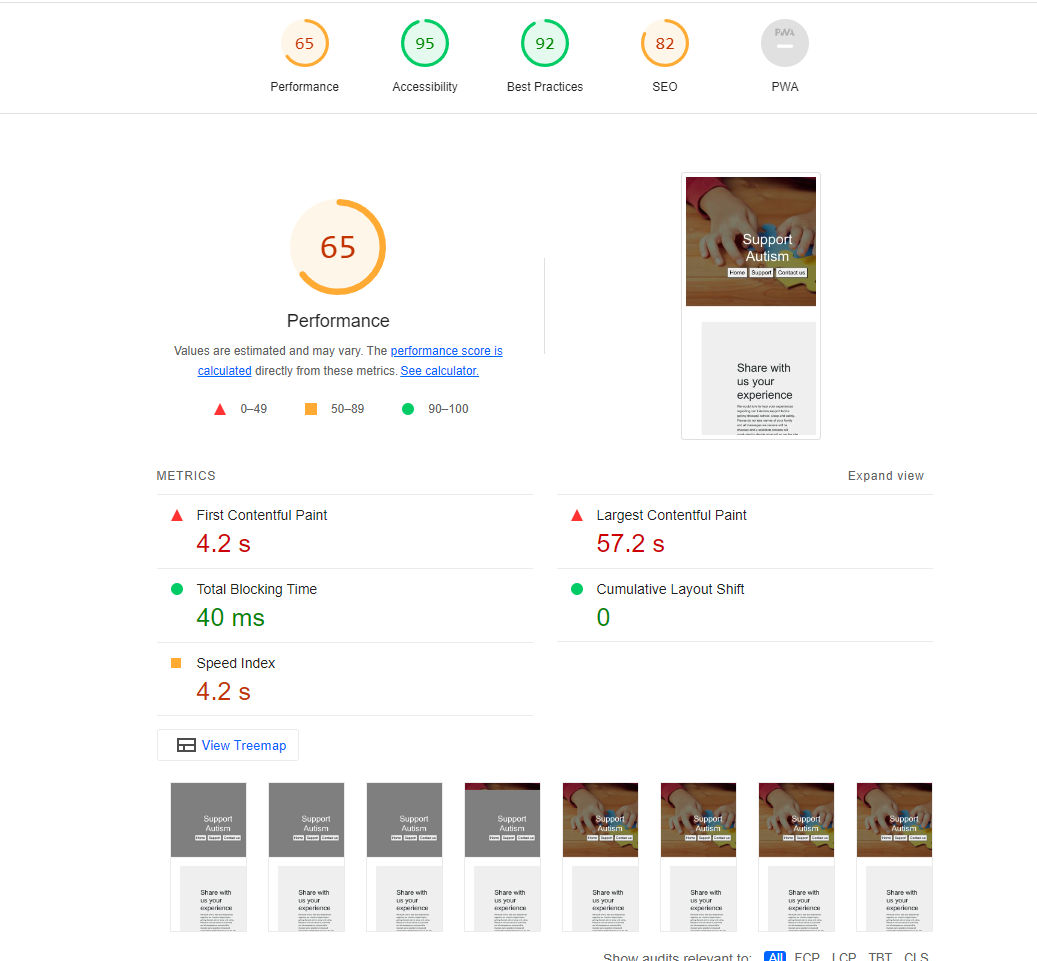 65 95 92 82 PWA
Performance Accessibility Best Practices SEO PWA
65
Performance
Values are estimated and may vary. The performance score is
calculated directly from these metrics. See calculator.
0–49 50–89 90–100
Support
Autism
Home Support Contact us
Share with
us your
experience
METRICS Expand view
First Contentful Paint Largest Contentful Paint
4.2 s 57.2 s
Total Blocking Time Cumulative Layout Shift
40 ms 0
Speed Index
4.2 s
View Treemap
Support Support Support Support Support Support Support Support
Autism Autism Autism Autism Autism Autism Autism Autism
Home Support Contact us Home Support Contact us Home Support Contact us Home Support Contact us Home Support Contact us Home Support Contact us Home Support Contact us Home Support Contact us
Share with Share with Share with Share with Share with Share with Share with Share with
us your us your us your us your us your us your us your us your
experience experience experience experience experience experience experience experience
Show audits relevant to: All FCP LCP TBT CLS